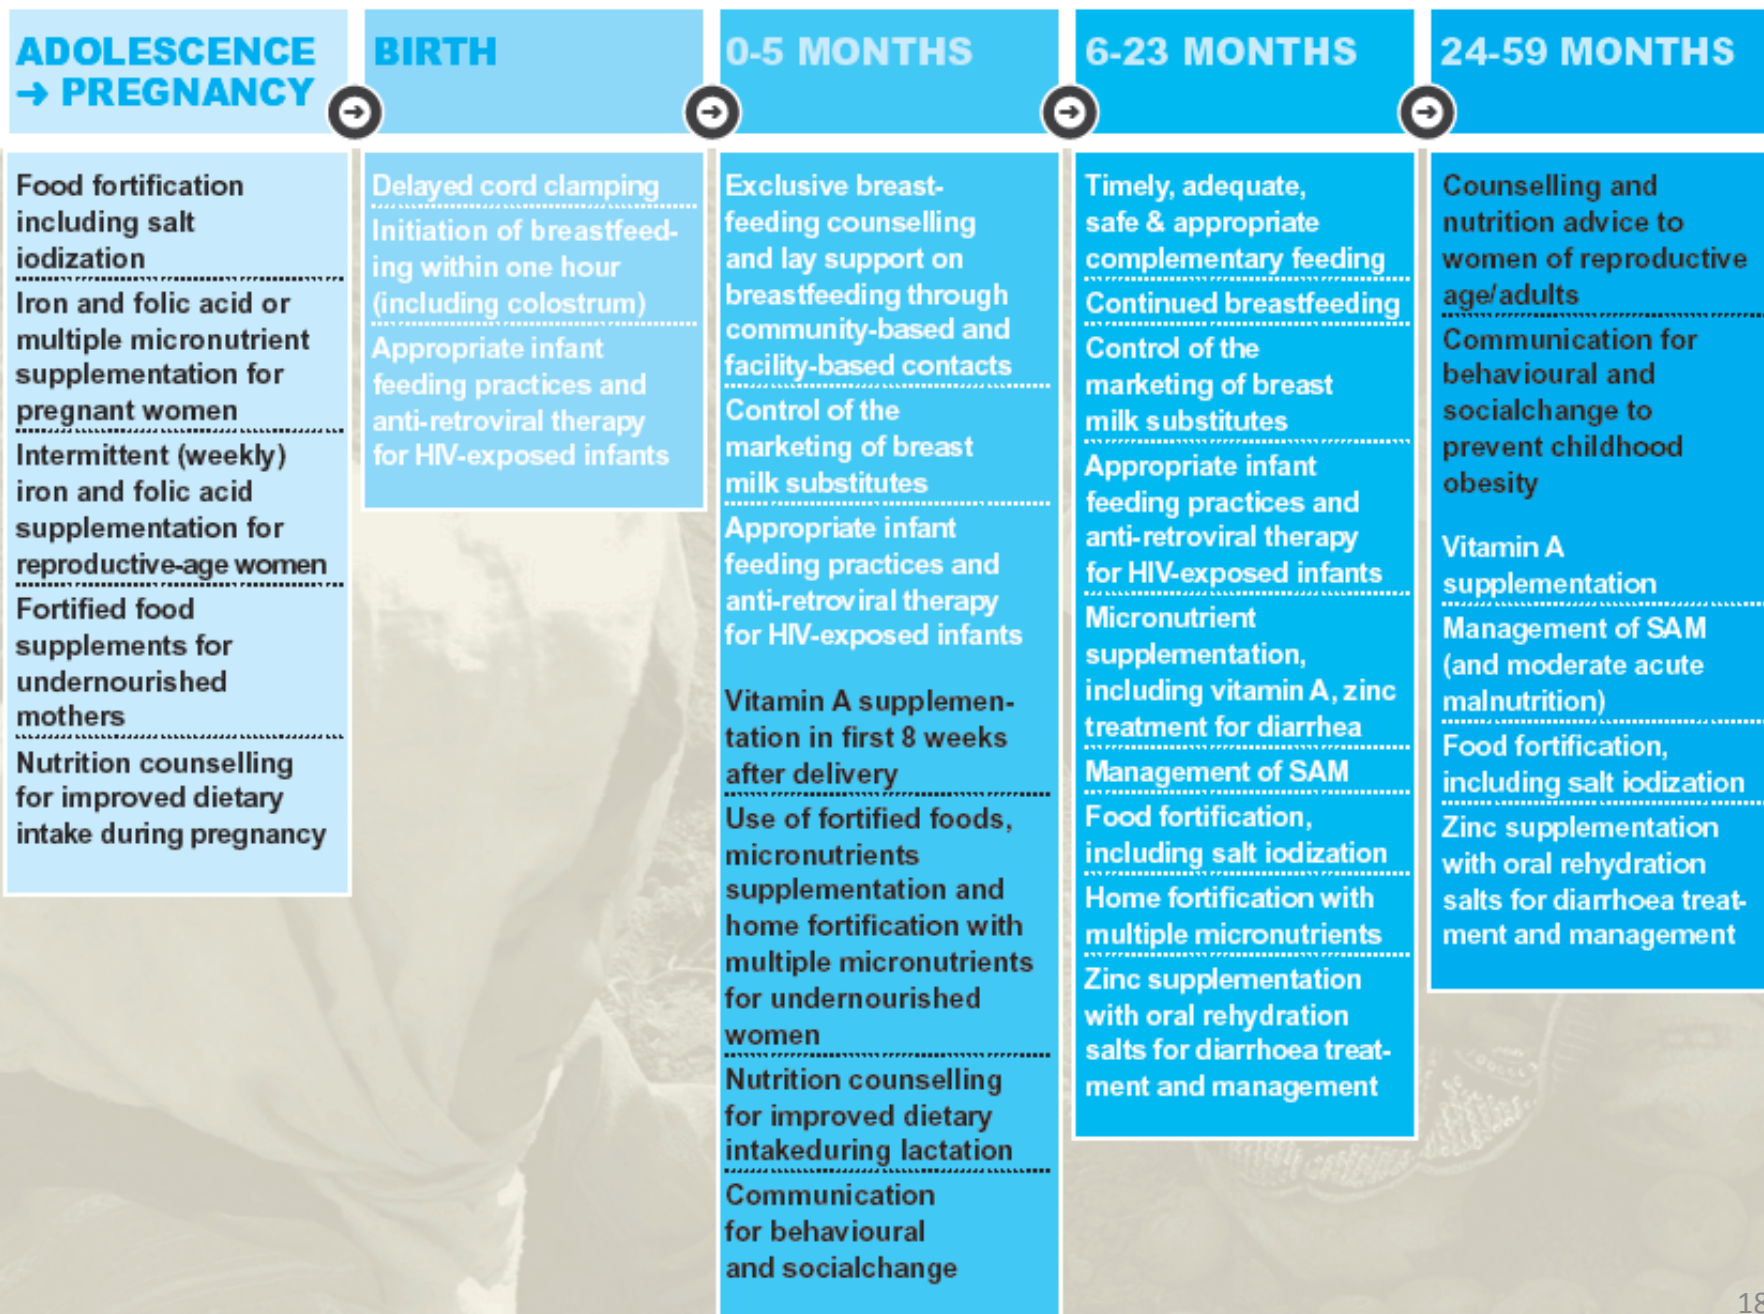 ADOLESCENCE
→ PREGNANCY
Food fortification
including salt
iodization
Iron and folic acid or
multiple micronutrient
supplementation for
pregnant women
Intermittent (weekly)
iron and folic acid
supplementation for
reproductive-age women
Fortified food
supplements for
undernourished
mothers
Nutrition counselling
for improved dietary
intake during pregnancy
BIRTH
Delayed cord clamping
Initiation of breastfeed-
ing within one hour
(including colostrum)
Appropriate infant
feeding practices and
anti-retroviral therapy
for HIV-exposed infants
0-5 MONTHS
Exclusive breast-
feeding counselling
and lay support on
breastfeeding through
community-based and
facility-based contacts
Control of the
marketing of breast
milk substitutes
Appropriate infant
feeding practices and
anti-retroviral therapy
for HIV-exposed infants
Vitamin A supplemen-
tation in first 8 weeks
after delivery
Use of fortified foods,
micronutrients
supplementation and
home fortification with
multiple micronutrients
for undernourished
women
Nutrition counselling
for improved dietary
intakeduring lactation
Communication
for behavioural
and socialchange
6-23 MONTHS
Timely, adequate,
safe & appropriate
complementary feeding
Continued breastfeeding
Control of the
marketing of breast
milk substitutes
Appropriate infant
feeding practices and
anti-retroviral therapy
for HIV-exposed infants
Micronutrient
supplementation,
including vitamin A, zinc
treatment for diarrhea
Management of SAM
Food fortification,
including salt iodization
Home fortification with
multiple micronutrients
Zinc supplementation
with oral rehydration
salts for diarrhoea treat-
ment and management
24-59 MONTHS
Counselling and
nutrition advice to
women of reproductive
age/adults
Communication for
behavioural and
socialchange to
prevent childhood
obesity
Vitamin A
supplementation
Management of SAM
(and moderate acute
malnutrition)
Food fortification,
including salt iodization
Zinc supplementation
with oral rehydration
salts for diarrhoea treat-
ment and management